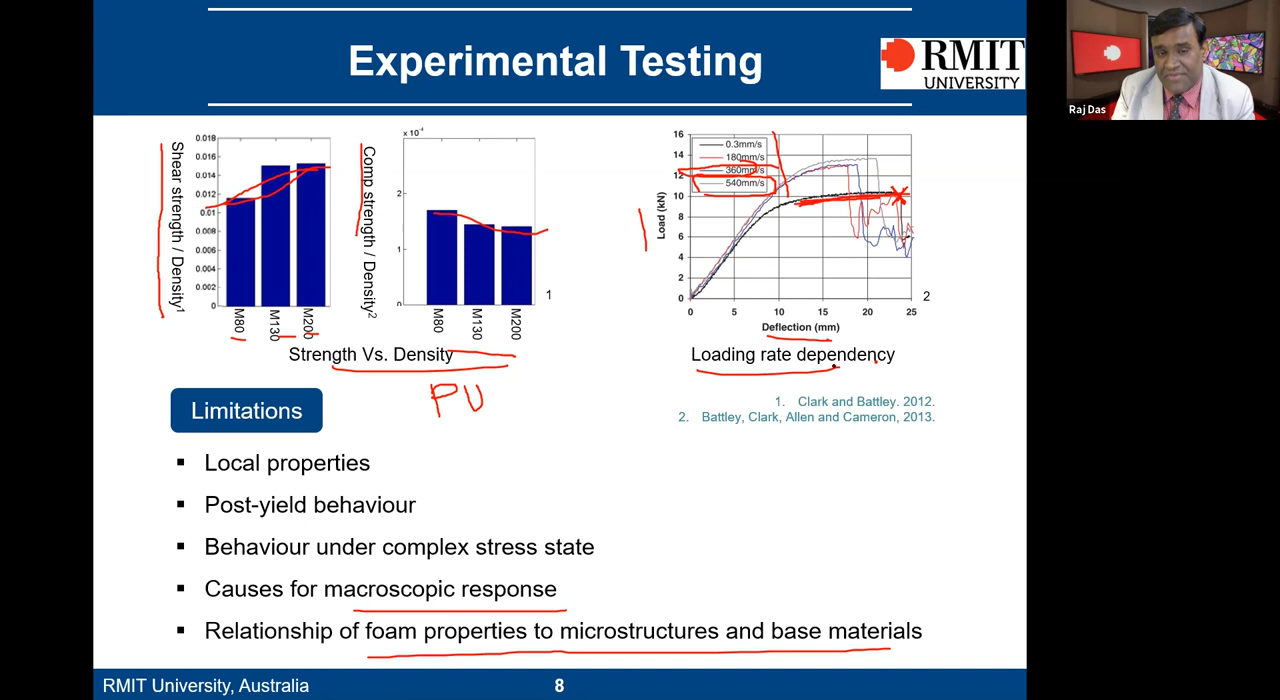 Experimental Testing
RMIT
UNIVERSITY
Raj Das
Shear strength / Density¹
0.018
0.016
0.014
0.012
0.01
0.008
0.006
0.004
0.002
0
M80
M130
M200
Comp strength / Density²
x 10⁻⁴
2
1
0
M80
M130
M200
1
Strength Vs. Density
PU
Load (kN)
16
14
12
10
8
6
4
2
0
0.3mm/s
180mm/s
360mm/s
540mm/s
0 5 10 15 20 25
Deflection (mm)
2
Loading rate dependency
1. Clark and Battley. 2012.
2. Battley, Clark, Allen and Cameron, 2013.
Limitations
▪ Local properties
▪ Post-yield behaviour
▪ Behaviour under complex stress state
▪ Causes for macroscopic response
▪ Relationship of foam properties to microstructures and base materials
RMIT University, Australia
8